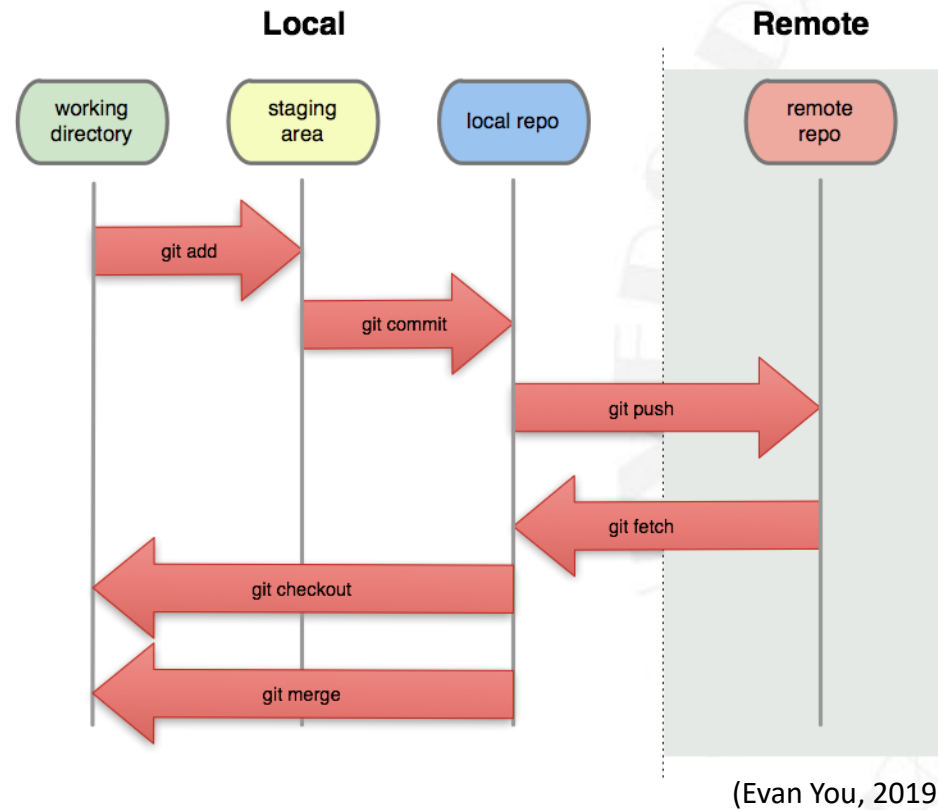 Local
Remote
working
directory
staging
area
local repo
remote
repo
git add
git commit
git push
git fetch
git checkout
git merge
(Evan You, 2019